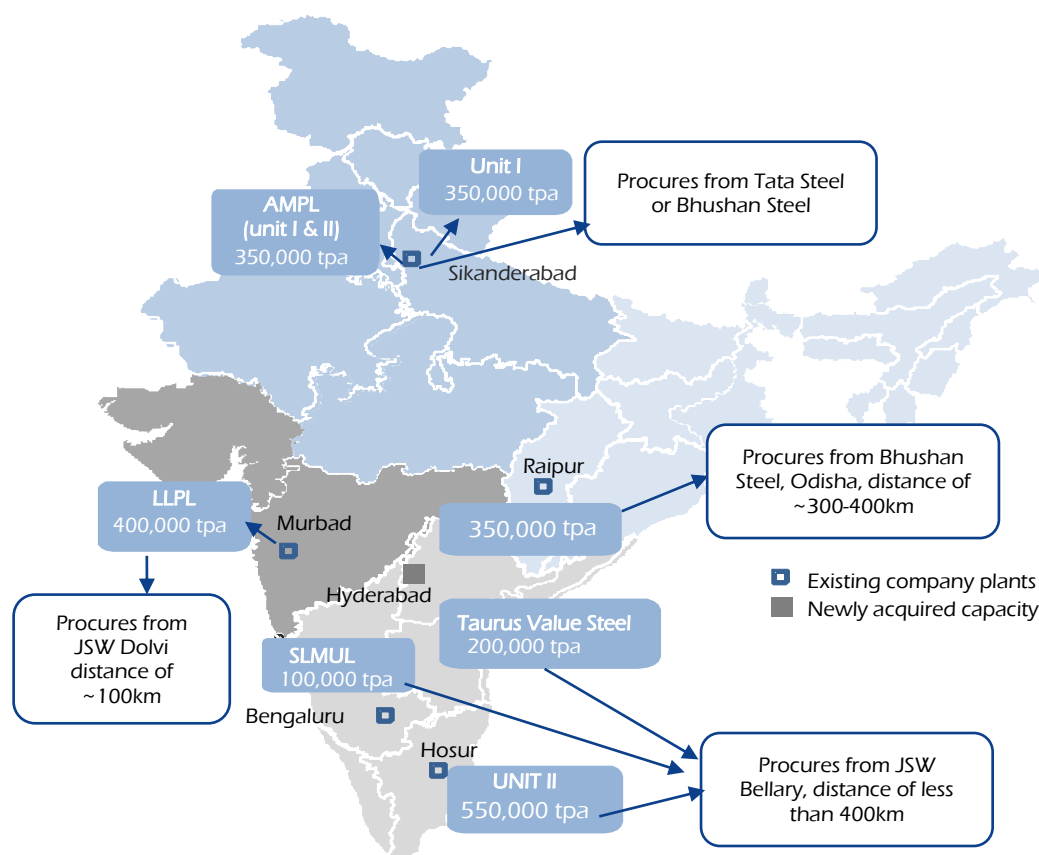 Unit I
350,000 tpa
Procures from Tata Steel
or Bhushan Steel
AMPL
(unit I & II)
350,000 tpa
Sikanderabad
Raipur
350,000 tpa
Procures from Bhushan
Steel, Odisha, distance of
~300-400km
LLPL
400,000 tpa
Murbad
Hyderabad
Existing company plants
Newly acquired capacity
Procures from
JSW Dolvi
distance of
~100km
Taurus Value Steel
200,000 tpa
SLMUL
100,000 tpa
Bengaluru
Hosur
UNIT II
550,000 tpa
Procures from JSW
Bellary, distance of less
than 400km